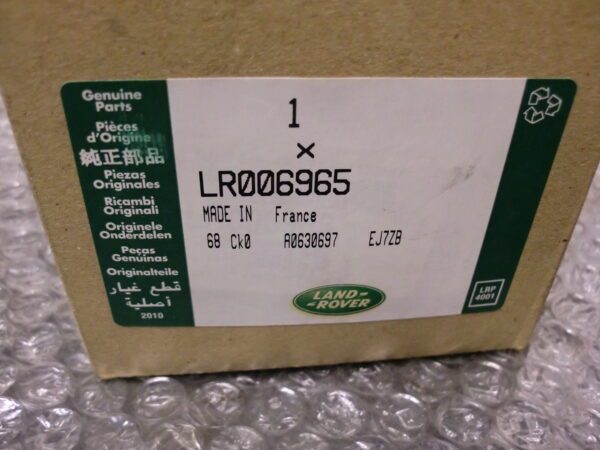 Genuine
Parts
Pièces
d'Origine
純正部品
Piezas
Originales
Ricambi
Originali
Originele
Onderdelen
Peças
Genuínas
Originalteile
قطع غيار
أصلية
2010
1
×
LR006965
MADE IN France
68 Ck0 A0630697 EJ7ZB
LAND-
-ROVER
LRP
4001